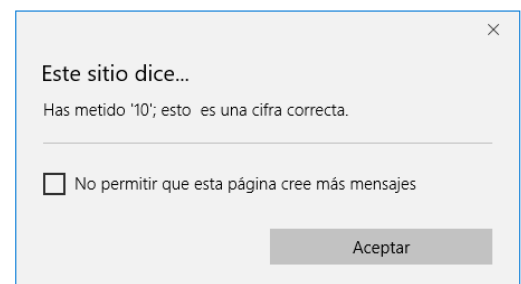 Este sitio dice...
Has metido '10'; esto  es una cifra correcta.
No permitir que esta página cree más mensajes
Aceptar